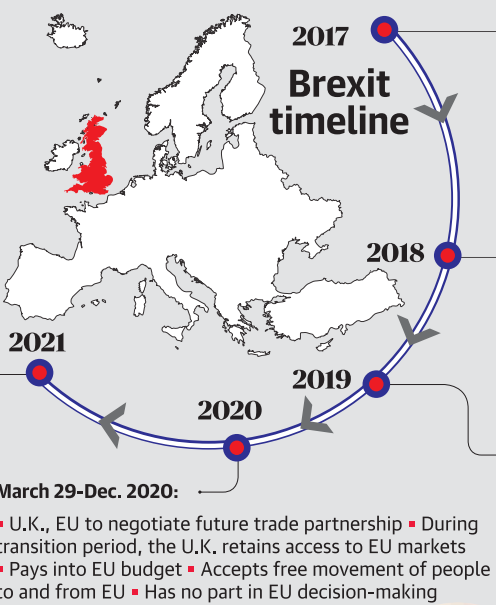 2017
Brexit
timeline
2018
2021
2019
2020
March 29-Dec. 2020:
▪ U.K., EU to negotiate future trade partnership ▪ During
transition period, the U.K. retains access to EU markets
▪ Pays into EU budget ▪ Accepts free movement of people
to and from EU ▪ Has no part in EU decision-making